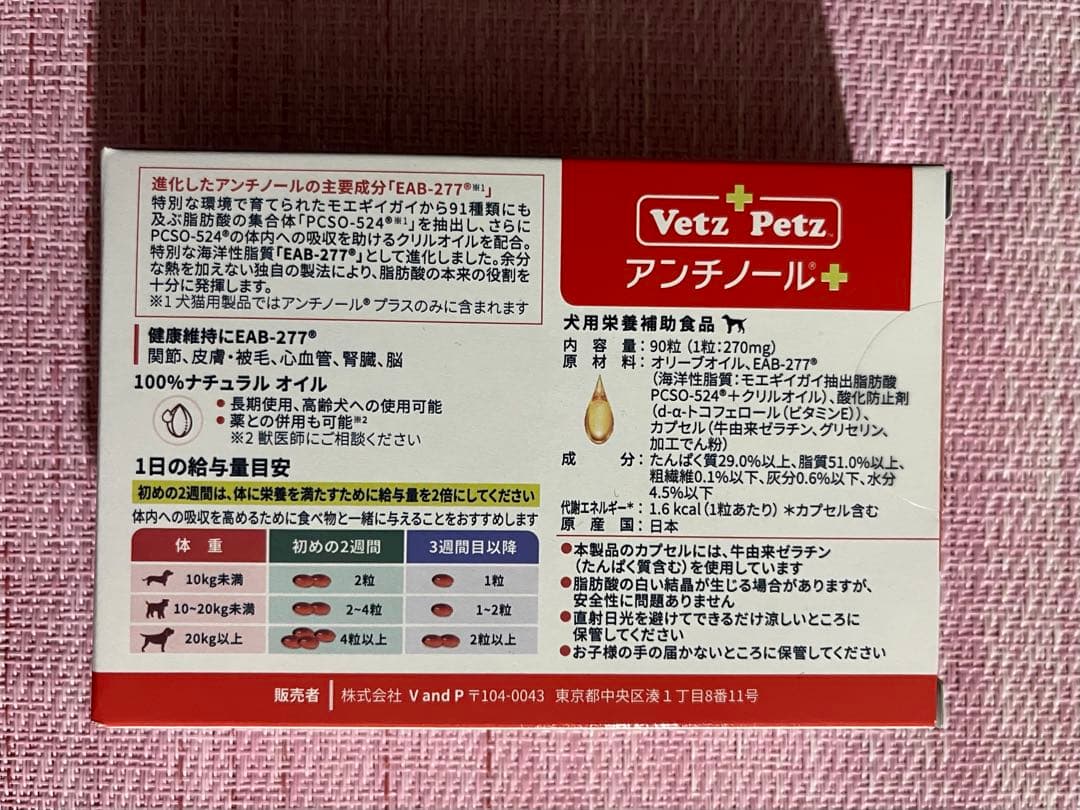 進化したアンチノールの主要成分「EAB-277®※1」
特別な環境で育てられたモエギイガイから91種類にも
及ぶ脂肪酸の集合体「PCSO-524®※1」を抽出し、さらに
PCSO-524®の体内への吸収を助けるクリルオイルを配合。
特別な海洋性脂質「EAB-277®」として進化しました。余分
な熱を加えない独自の製法により、脂肪酸の本来の役割を
十分に発揮します。
※1 犬猫用製品ではアンチノール® プラスのみに含まれます
健康維持にEAB-277®
関節、皮膚・被毛、心血管、腎臓、脳
100%ナチュラル オイル
●長期使用、高齢犬への使用可能
●薬との併用も可能※2
※2 獣医師にご相談ください
1日の給与量目安
初めの2週間は、体に栄養を満たすために給与量を2倍にしてください
体内への吸収を高めるために食べ物と一緒に与えることをおすすめします
体 重 初めの2週間 3週間目以降
10kg未満 2粒 1粒
10~20kg未満 2~4粒 1~2粒
20kg以上 4粒以上 2粒以上
Vetz Petz™
アンチノール®+
犬用栄養補助食品
内容量:90粒(1粒:270mg)
原材料:オリーブオイル、EAB-277®
(海洋性脂質:モエギイガイ抽出脂肪酸
PCSO-524®+クリルオイル)、酸化防止剤
(d-α-トコフェロール(ビタミンE))、
カプセル(牛由来ゼラチン、グリセリン、
加工でん粉)
成分:たんぱく質29.0%以上、脂質51.0%以上、
粗繊維0.1%以下、灰分0.6%以下、水分
4.5%以下
代謝エネルギー*:1.6 kcal(1粒あたり)*カプセル含む
原産国:日本
●本製品のカプセルには、牛由来ゼラチン
(たんぱく質含む)を使用しています
●脂肪酸の白い結晶が生じる場合がありますが、
安全性に問題ありません
●直射日光を避けてできるだけ涼しいところに
保管してください
●お子様の手の届かないところに保管してください
販売者 株式会社 V and P 〒104-0043 東京都中央区湊1丁目8番11号